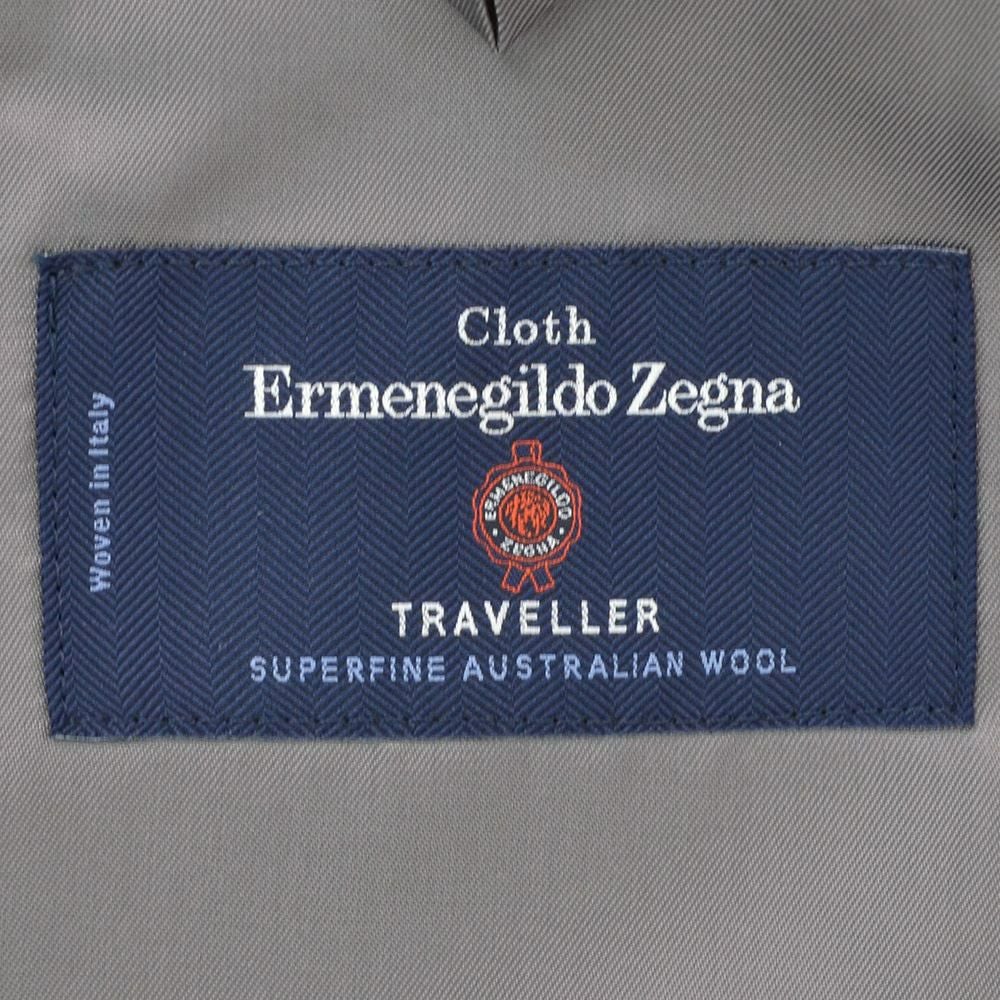 Cloth
Ermenegildo Zegna
ERMENEGILDO
ZEGNA
TRAVELLER
SUPERFINE AUSTRALIAN WOOL
Woven in Italy